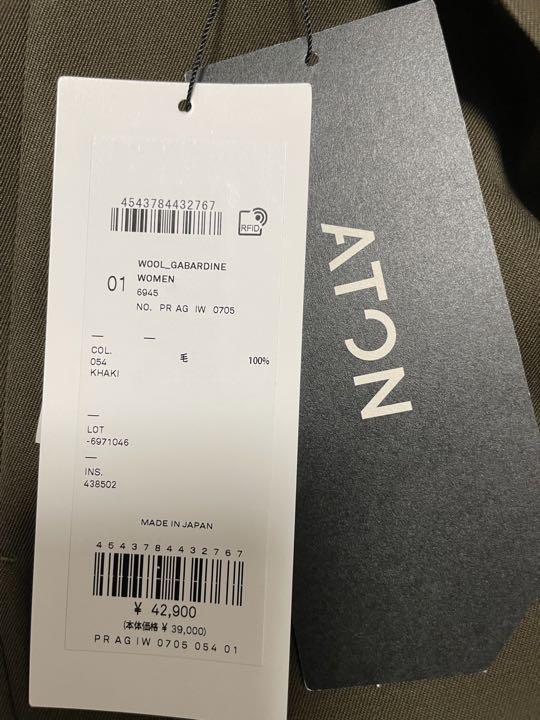 4543784432767
RFID
01
WOOL_GABARDINE
WOMEN
6945
NO. PR AG IW 0705
COL.
054
KHAKI
毛 100%
LOT
-6971046
INS.
438502
MADE IN JAPAN
4543784432767
¥ 42,900
(本体価格 ¥ 39,000)
PR AG IW 0705 054 01
ATON